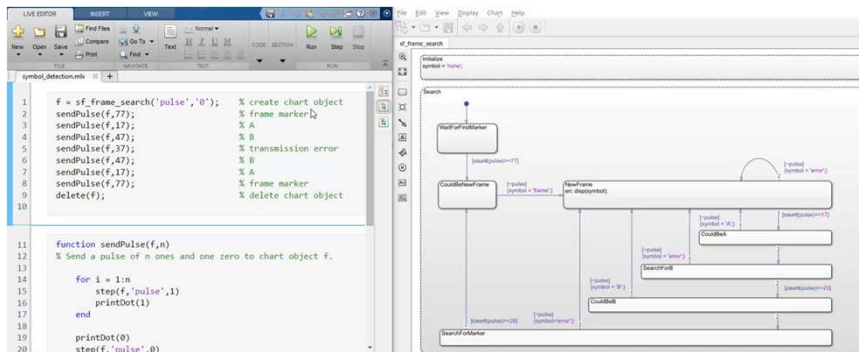 LIVE EDITOR INSERT VIEW
New Open Save
Find Files
Compare
Print
Go To
Find
Text
Normal
B I U M
CODE SECTION
Run Step Stop
FILE NAVIGATE TEXT RUN
symbol_detection.mlx
1 f = sf_frame_search('pulse','0'); % create chart object
2 sendPulse(f,77); % frame marker
3 sendPulse(f,17); % A
4 sendPulse(f,47); % B
5 sendPulse(f,37); % transmission error
6 sendPulse(f,47); % B
7 sendPulse(f,17); % A
8 sendPulse(f,77); % frame marker
9 delete(f); % delete chart object
10
11 function sendPulse(f,n)
12 % Send a pulse of n ones and one zero to chart object f.
13
14 for i = 1:n
15 step(f,'pulse',1)
16 printDot(1)
17 end
18
19 printDot(0)
20 step(f,'pulse',0)
File Edit View Display Chart Help
sf_frame_search
Initialize
symbol = 'none';
Search
WaitForFirstMarker
[count(pulse)==77]
CouldBeNewFrame
[~pulse]
{symbol = 'frame';}
NewFrame
en: disp(symbol);
[~pulse]
{symbol = 'error';}
[~pulse]
{symbol = 'A';}
[count(pulse)==17]
CouldBeA
[~pulse]
{symbol = 'error';}
SearchForB
[~pulse]
{symbol = 'B';}
CouldBeB
[~pulse]
{symbol='error';}
SearchForMarker